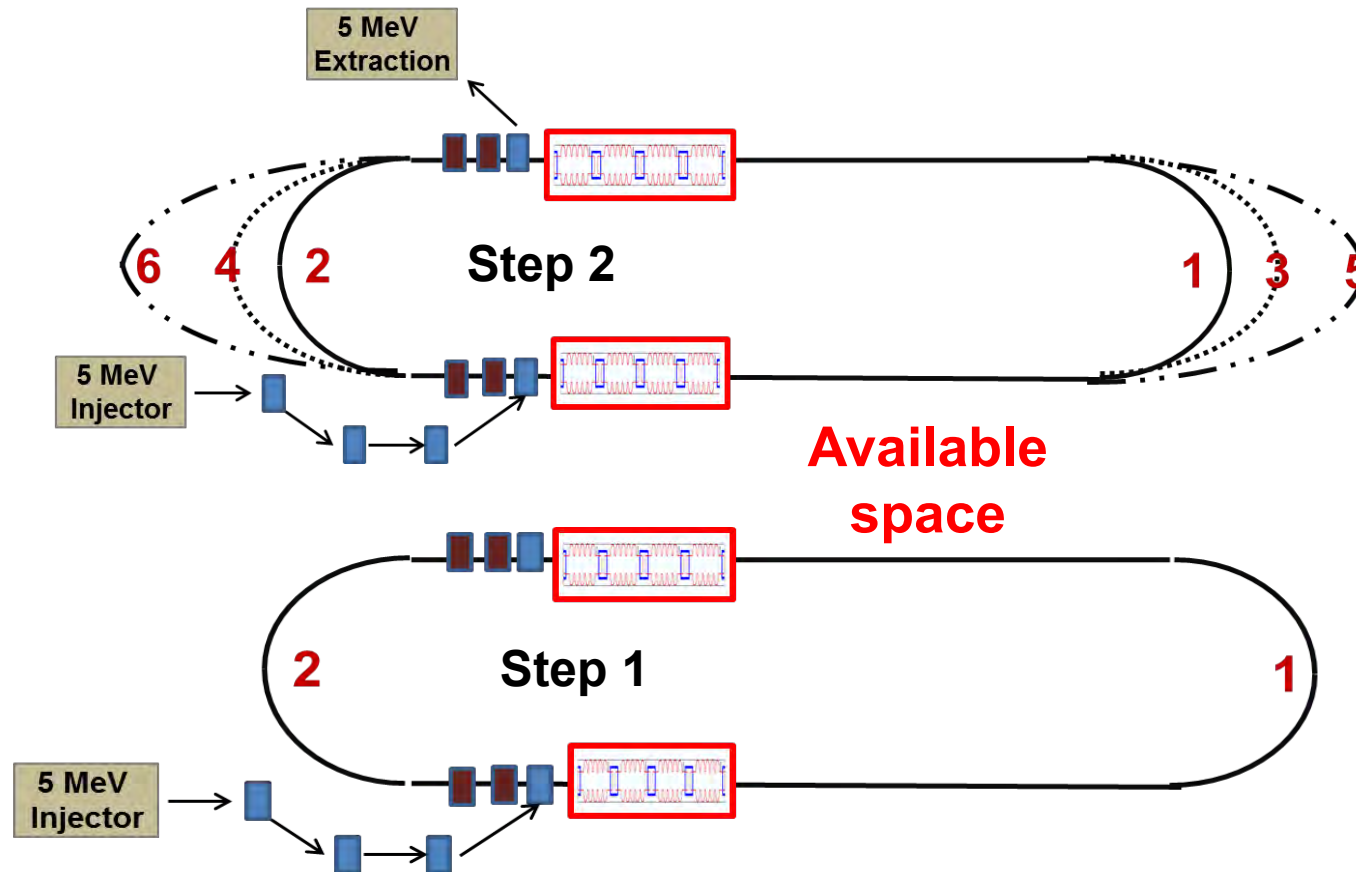 5 MeV
Extraction
6
4
2
Step 2
1
3
5
5 MeV
Injector
Available
space
2
Step 1
1
5 MeV
Injector